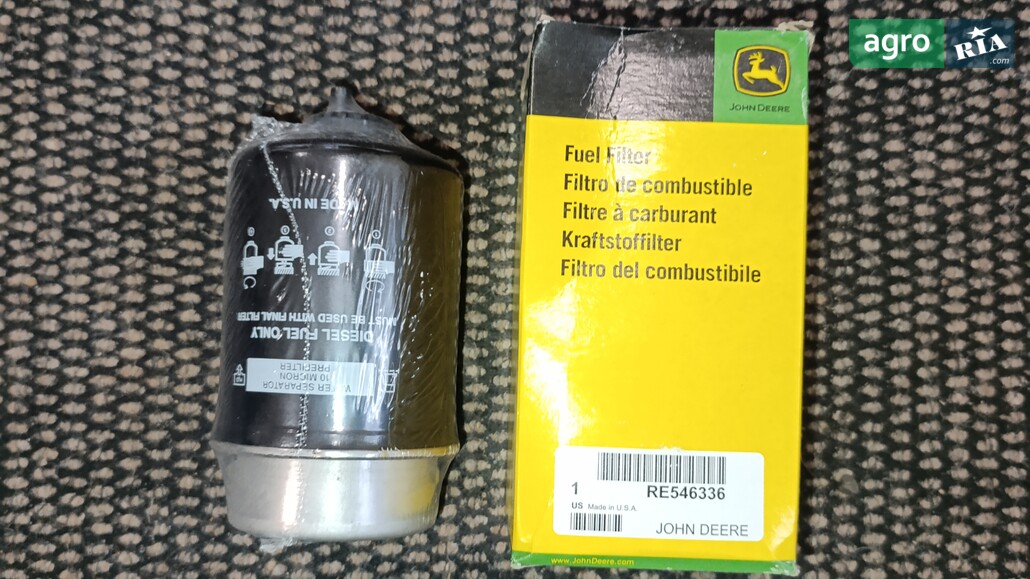 agro
RIA
.com
JOHN DEERE
Fuel Filter
Filtro de combustible
Filtre à carburant
Kraftstoffilter
Filtro del combustibile
1 RE546336
US Made in U.S.A.
JOHN DEERE
www.JohnDeere.com
WATER SEPARATOR
10 MICRON
PREFILTER
DIESEL FUEL ONLY
MUST BE USED WITH FINAL FILTER
MADE IN U.S.A.